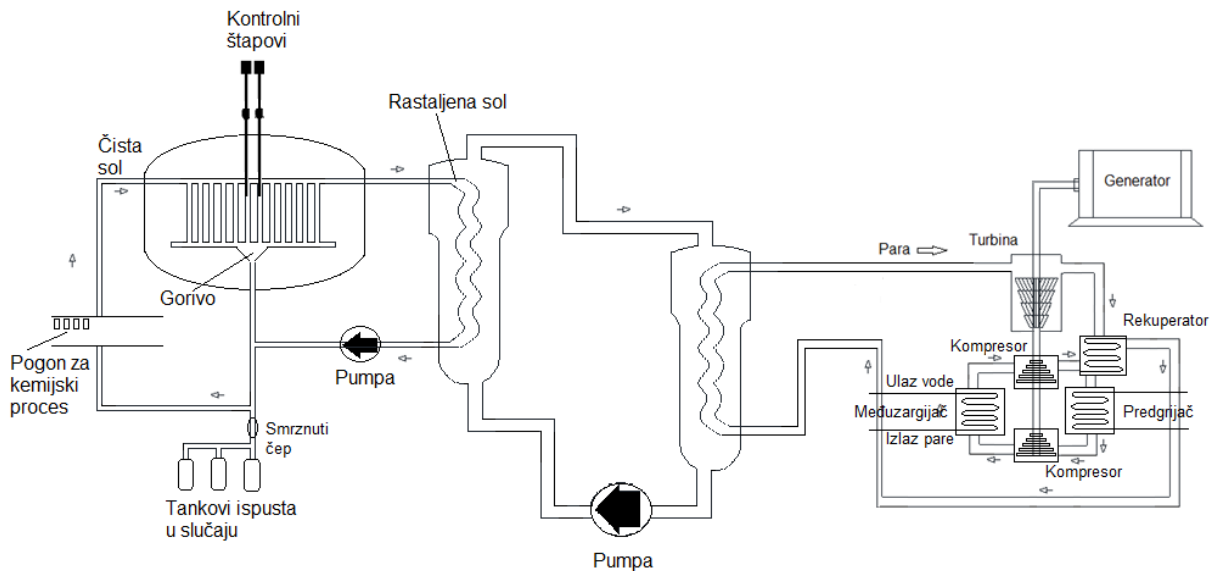 Kontrolni
štapovi
Rastaljena sol
Čista
sol
Generator
Para
Turbina
Gorivo
Rekuperator
Pogon za
kemijski
proces
Pumpa
Kompresor
Ulaz vode
Međuzargijač
Predgrijač
Izlaz pare
Smrznuti
čep
Kompresor
Tankovi ispusta
u slučaju
Pumpa